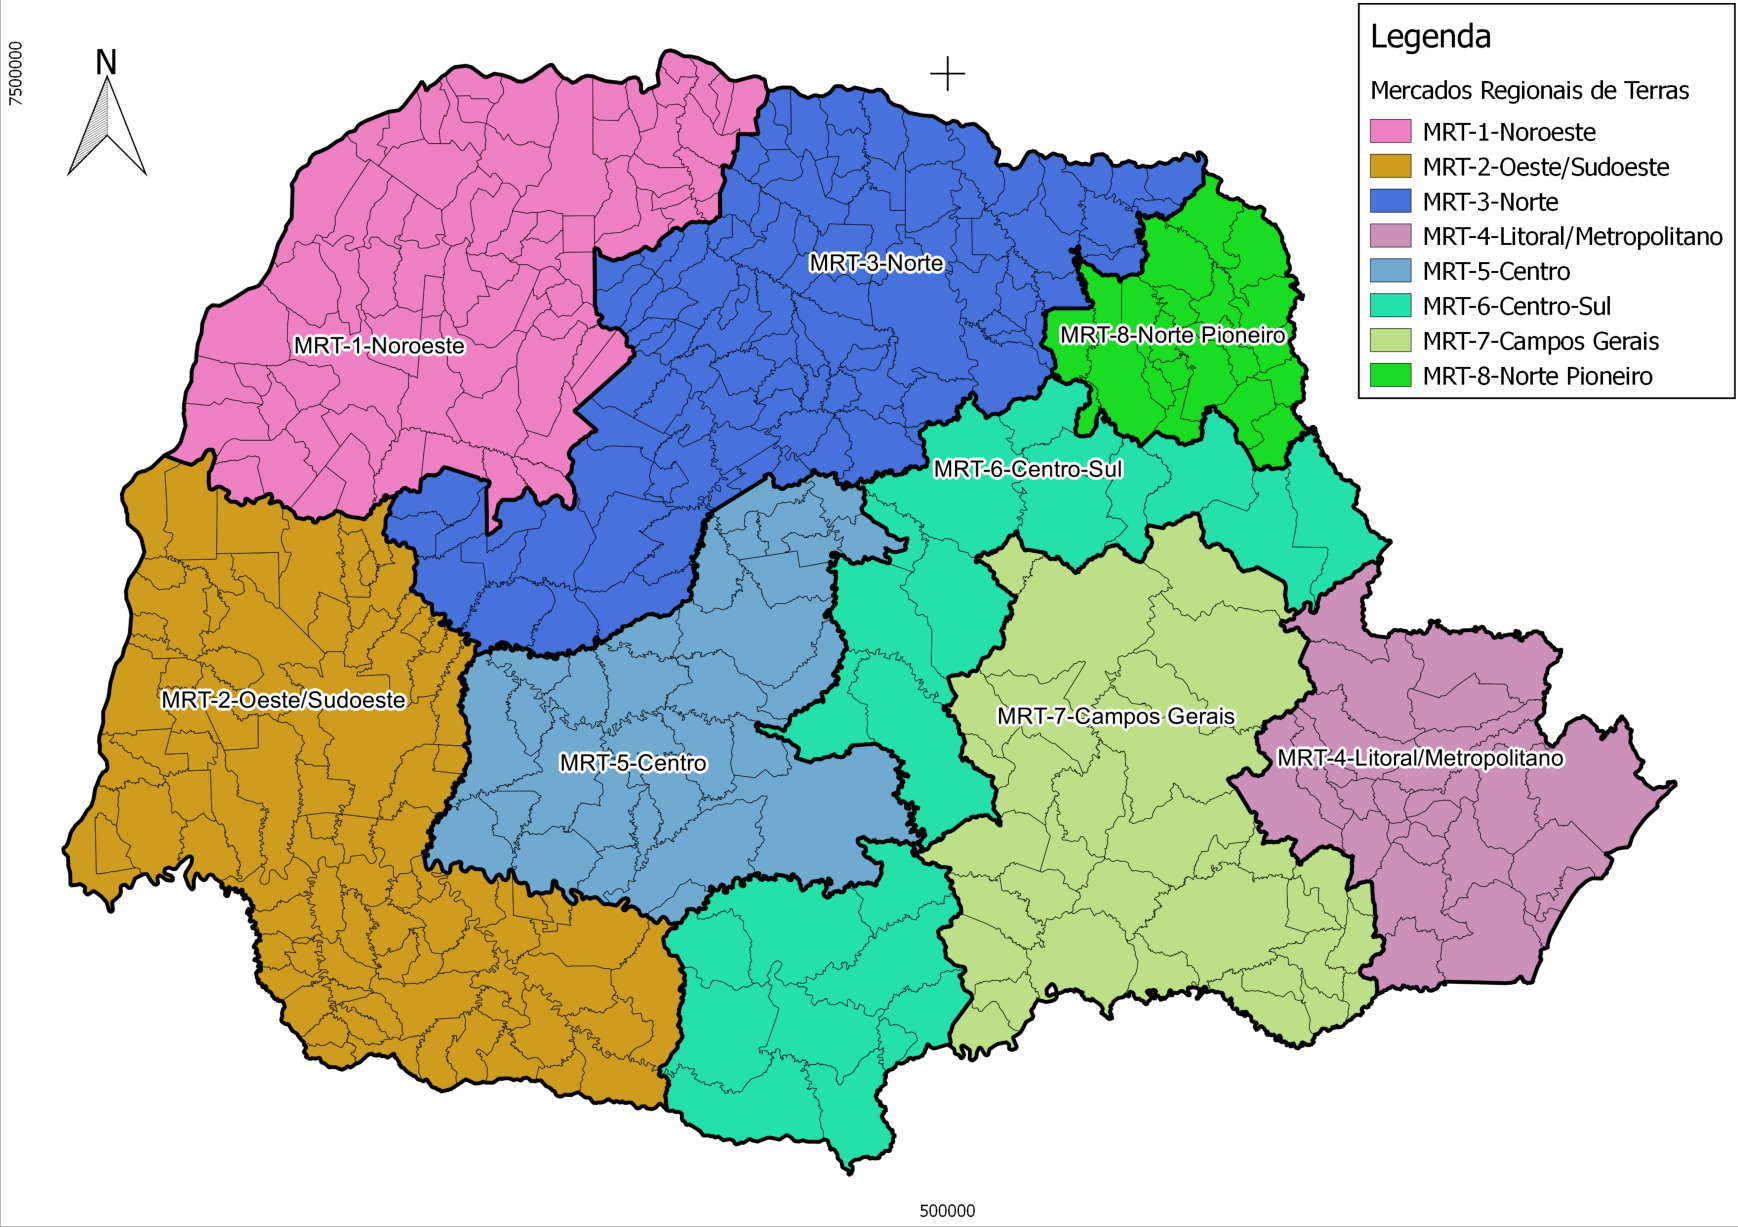 7500000
N
Legenda
Mercados Regionais de Terras
MRT-1-Noroeste
MRT-2-Oeste/Sudoeste
MRT-3-Norte
MRT-4-Litoral/Metropolitano
MRT-5-Centro
MRT-6-Centro-Sul
MRT-7-Campos Gerais
MRT-8-Norte Pioneiro
MRT-3-Norte
MRT-8-Norte Pioneiro
MRT-1-Noroeste
MRT-6-Centro-Sul
MRT-2-Oeste/Sudoeste
MRT-7-Campos Gerais
MRT-4-Litoral/Metropolitano
MRT-5-Centro
500000